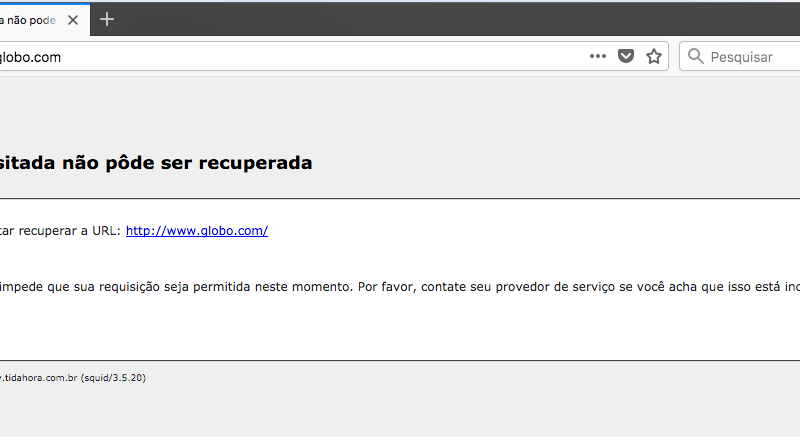 a não pode
globo.com
Pesquisar
sitada não pôde ser recuperada
tar recuperar a URL: http://www.globo.com/
impede que sua requisição seja permitida neste momento. Por favor, contate seu provedor de serviço se você acha que isso está inc
.tidahora.com.br (squid/3.5.20)